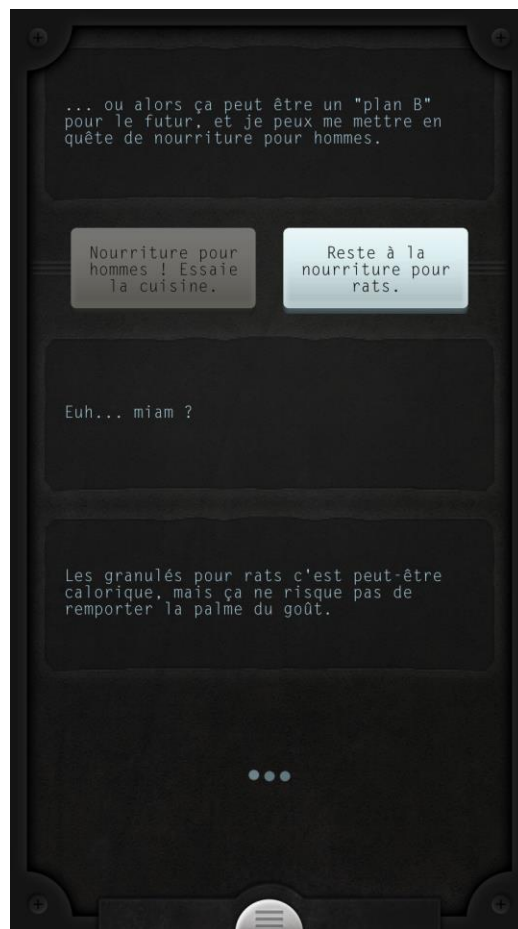 ... ou alors ça peut être un "plan B"
pour le futur, et je peux me mettre en
quête de nourriture pour hommes.
Nourriture pour
hommes ! Essaie
la cuisine.
Reste à la
nourriture pour
rats.
Euh... miam ?
Les granulés pour rats c'est peut-être
calorique, mais ça ne risque pas de
remporter la palme du goût.